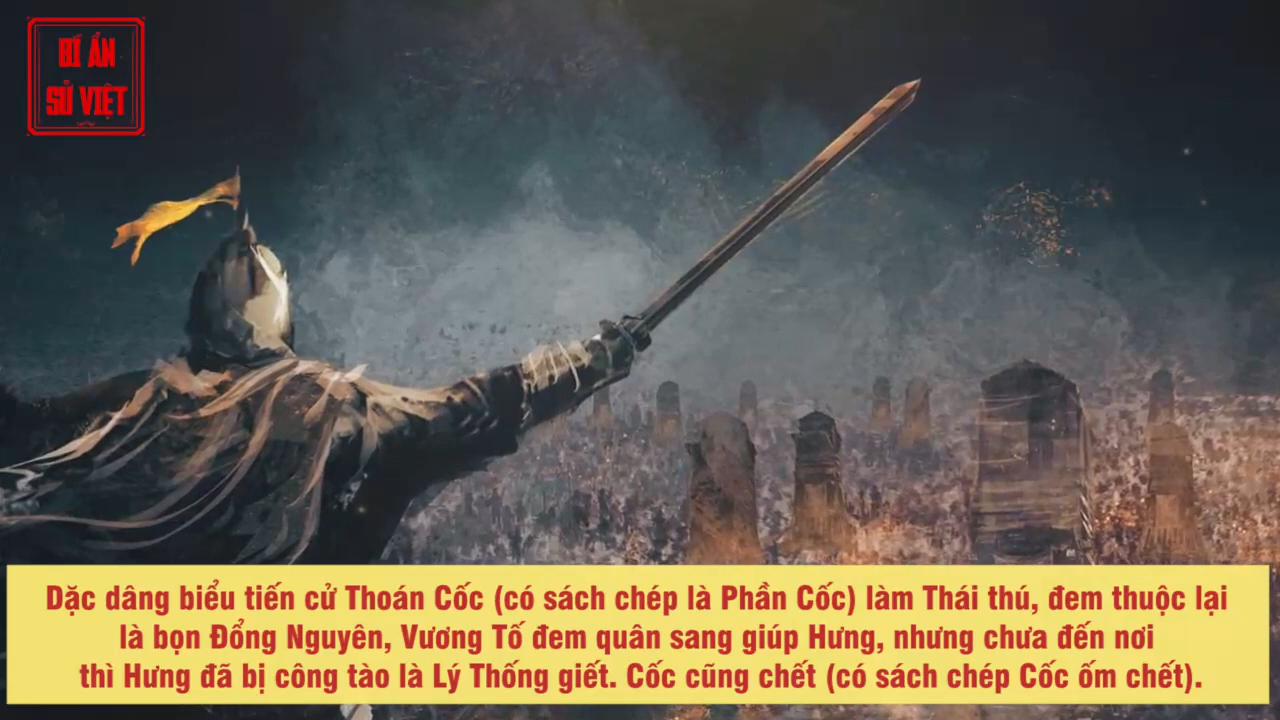 BÍ ẨN
SỬ VIỆT
Dặc dâng biểu tiến cử Thoán Cốc (có sách chép là Phần Cốc) làm Thái thú, đem thuộc lại
là bọn Đổng Nguyên, Vương Tố đem quân sang giúp Hưng, nhưng chưa đến nơi
thì Hưng đã bị công tào là Lý Thống giết. Cốc cũng chết (có sách chép Cốc ốm chết).